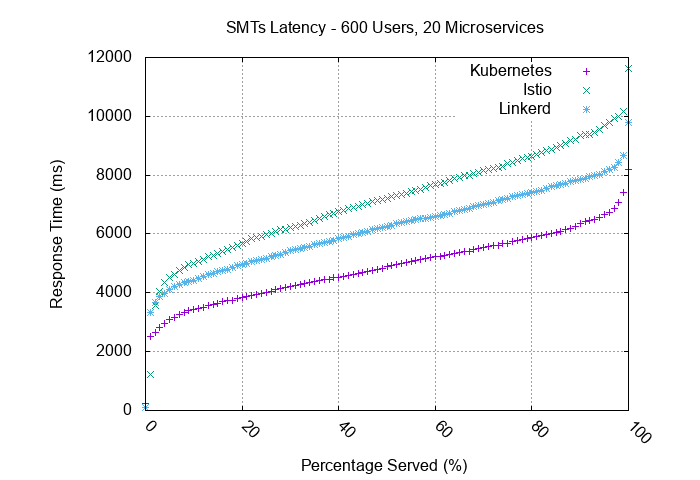 SMTs Latency - 600 Users, 20 Microservices
12000
10000
8000
6000
4000
2000
0
Response Time (ms)
Kubernetes
Istio
Linkerd
0
20
40
60
80
100
Percentage Served (%)